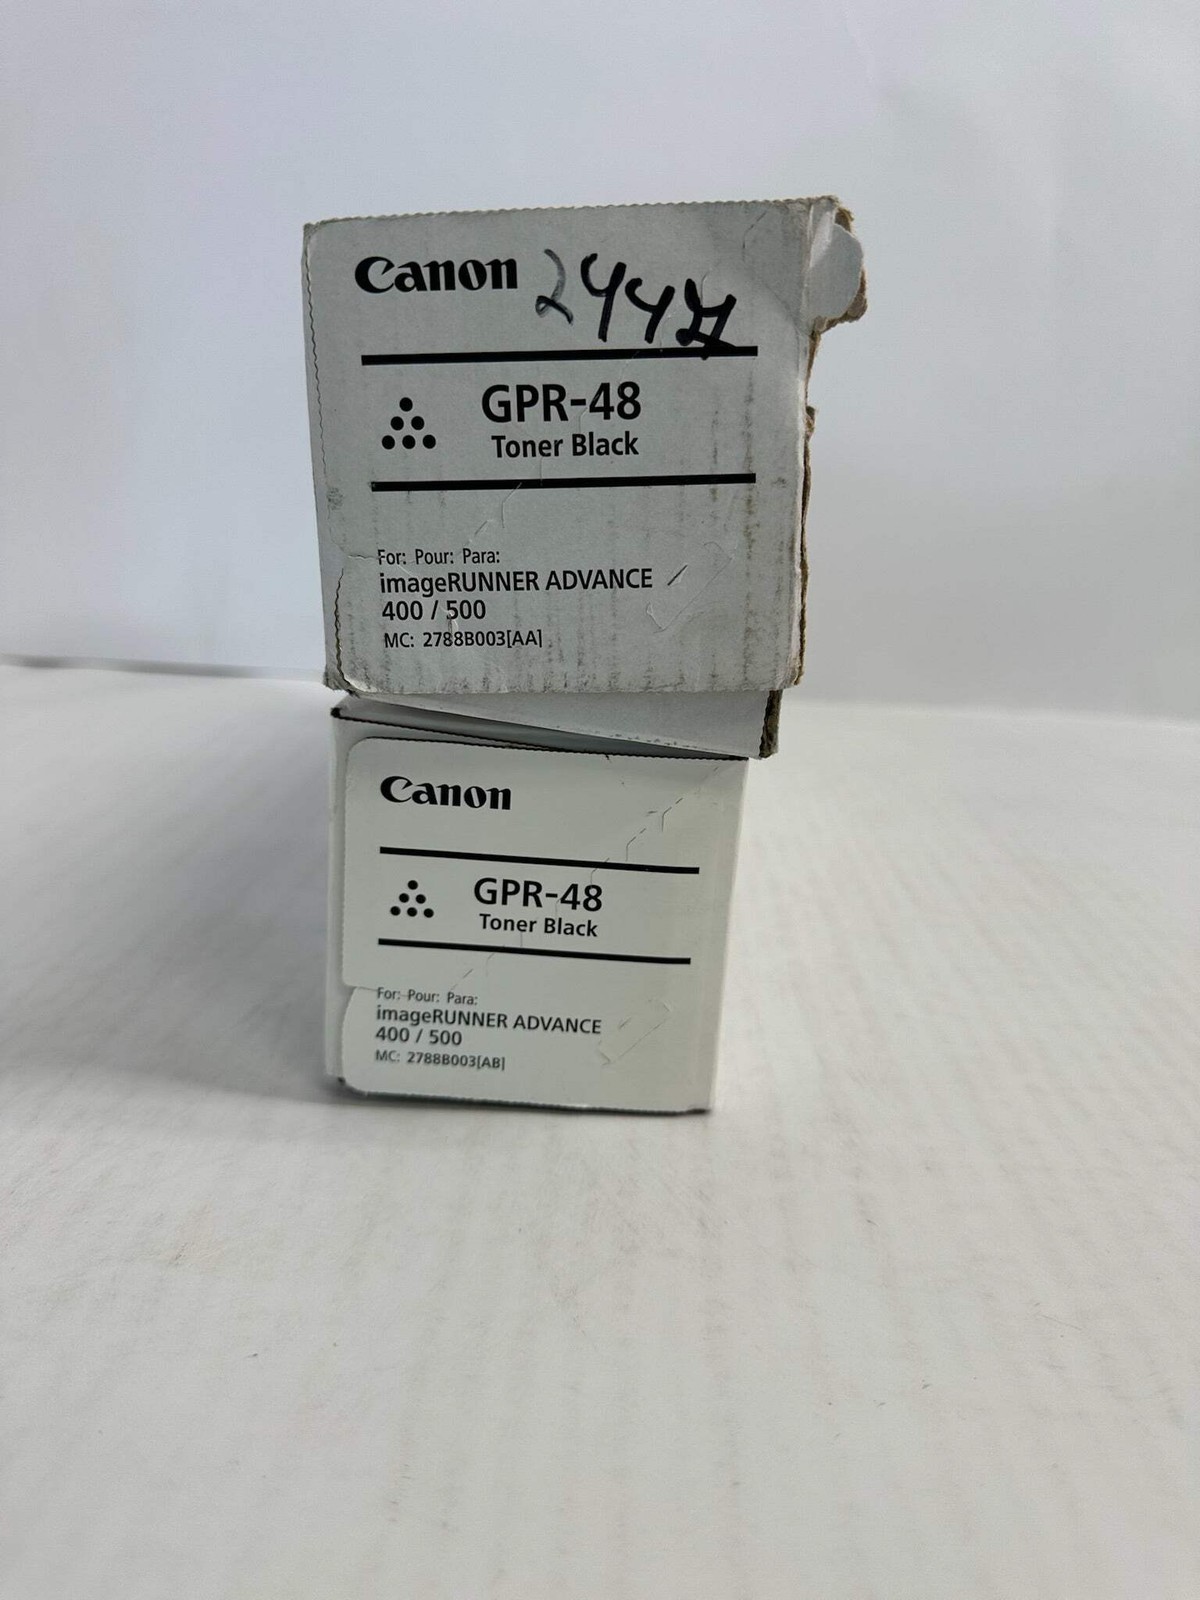 Canon
GPR-48
Toner Black
For: Pour: Para:
imageRUNNER ADVANCE
400 / 500
MC: 2788B003[AA]
Canon
GPR-48
Toner Black
For: Pour: Para:
imageRUNNER ADVANCE
400 / 500
MC: 2788B003[AB]